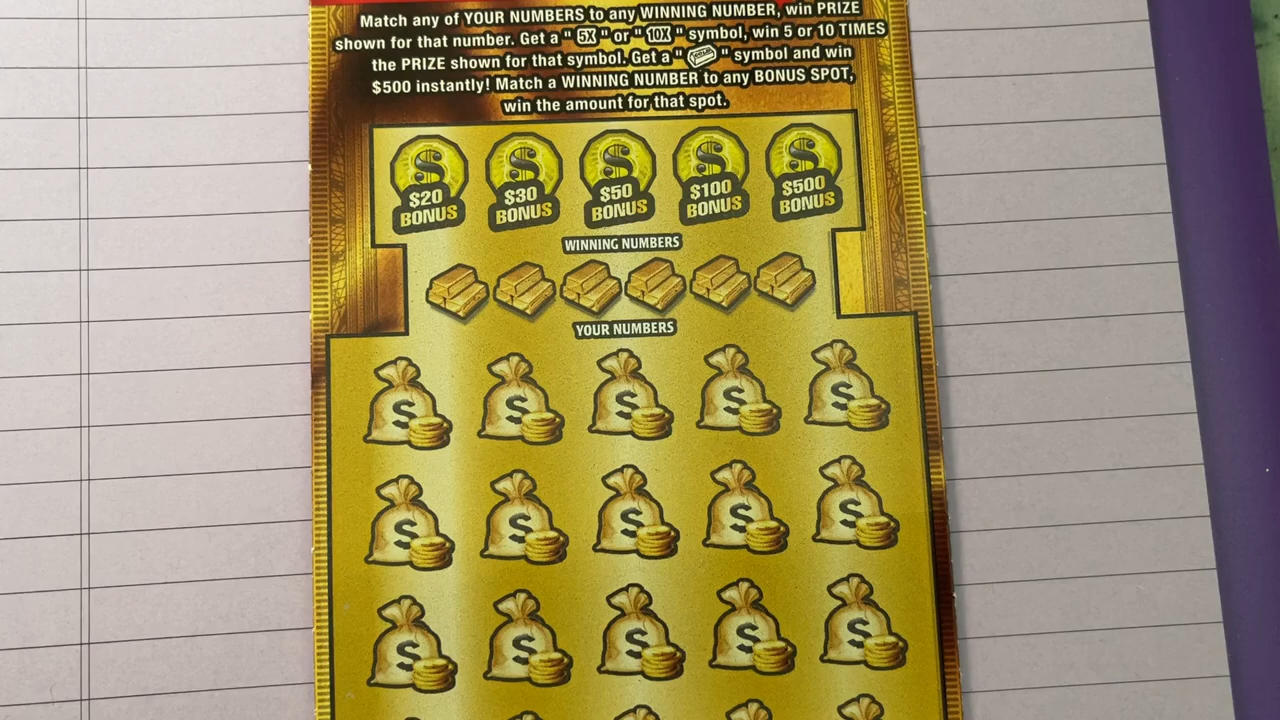 Match any of YOUR NUMBERS to any WINNING NUMBER, win PRIZE
shown for that number. Get a " 5X " or " 10X " symbol, win 5 or 10 TIMES
the PRIZE shown for that symbol. Get a " " symbol and win
$500 instantly! Match a WINNING NUMBER to any BONUS SPOT,
win the amount for that spot.
$20 BONUS
$30 BONUS
$50 BONUS
$100 BONUS
$500 BONUS
WINNING NUMBERS
YOUR NUMBERS
$ $ $ $ $
$ $ $ $ $
$ $ $ $ $